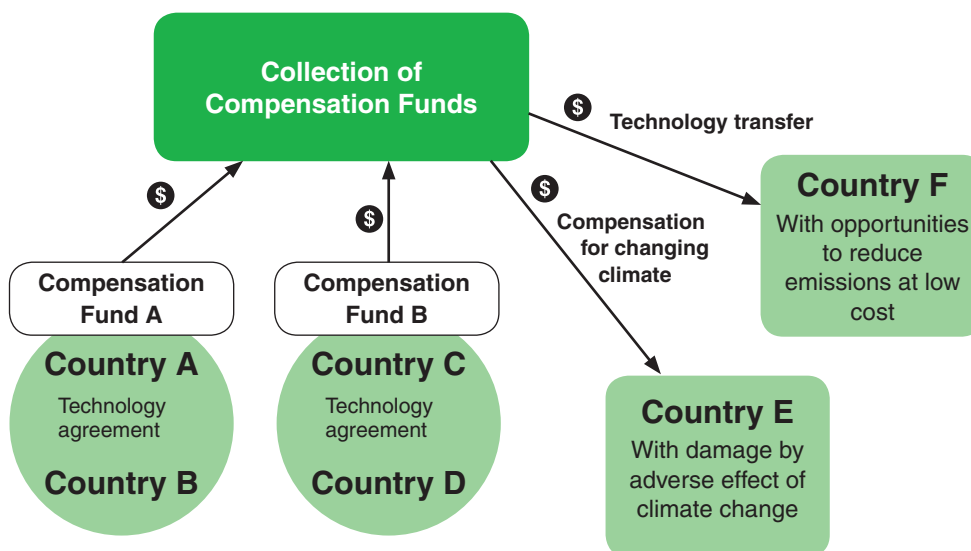 Collection of
Compensation Funds
$
Technology transfer
$
$
$
Compensation
for changing
climate
Country F
With opportunities
to reduce
emissions at low
cost
Compensation
Fund A
Compensation
Fund B
Country A
Technology
agreement
Country B
Country C
Technology
agreement
Country D
Country E
With damage by
adverse effect of
climate change